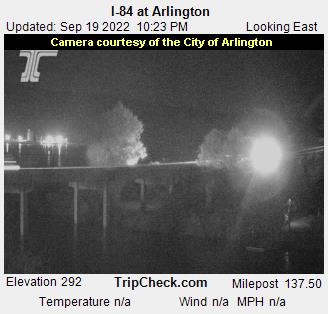 I-84 at Arlington
Updated: Sep 19 2022 10:23 PM Looking East
Camera courtesy of the City of Arlington
Elevation 292 TripCheck.com Milepost 137.50
Temperature n/a Wind n/a MPH n/a